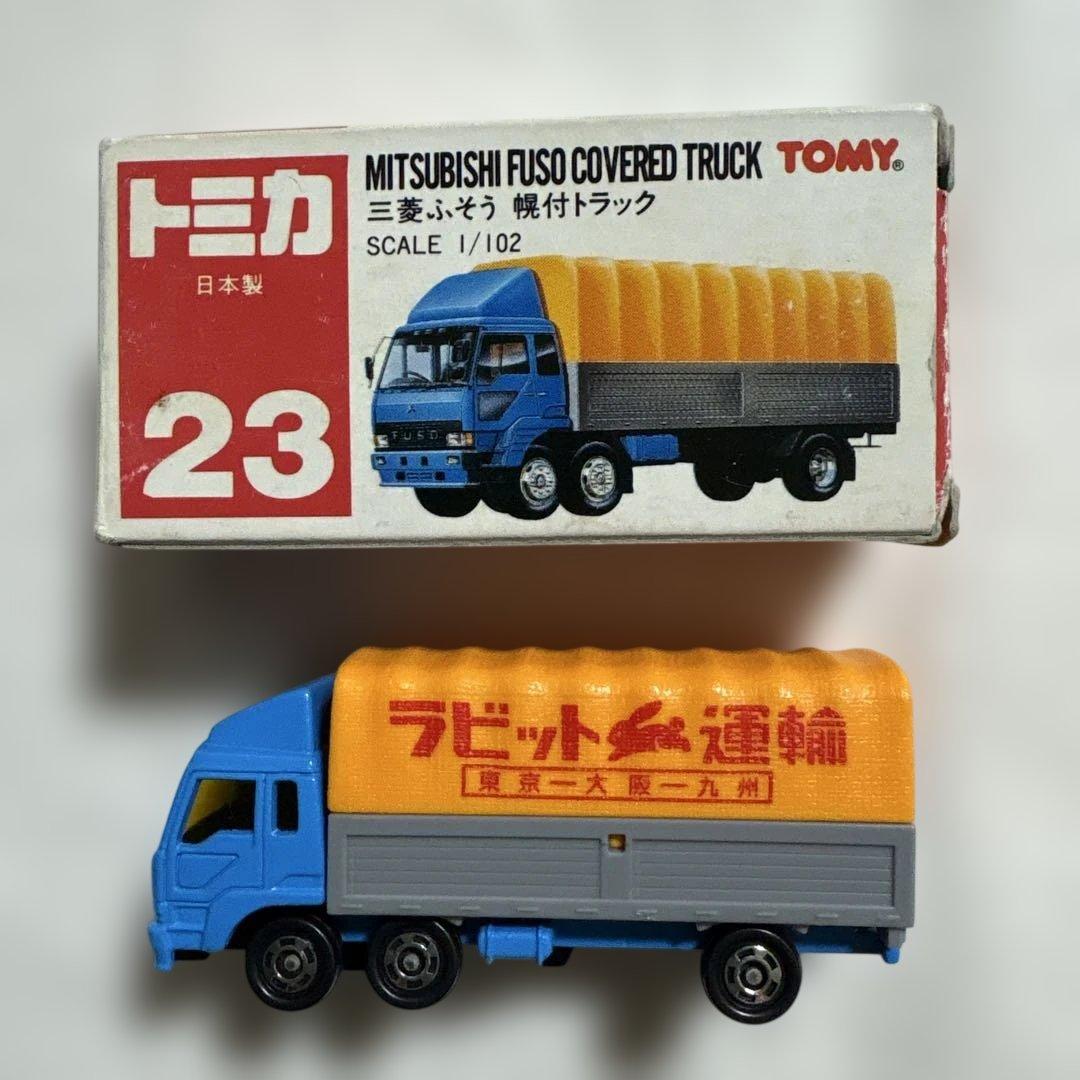 トミカ
日本製
23
MITSUBISHI FUSO COVERED TRUCK TOMY®
三菱ふそう 幌付トラック
SCALE 1/102
FUSO
ラビット運輸
東京一大阪一九州